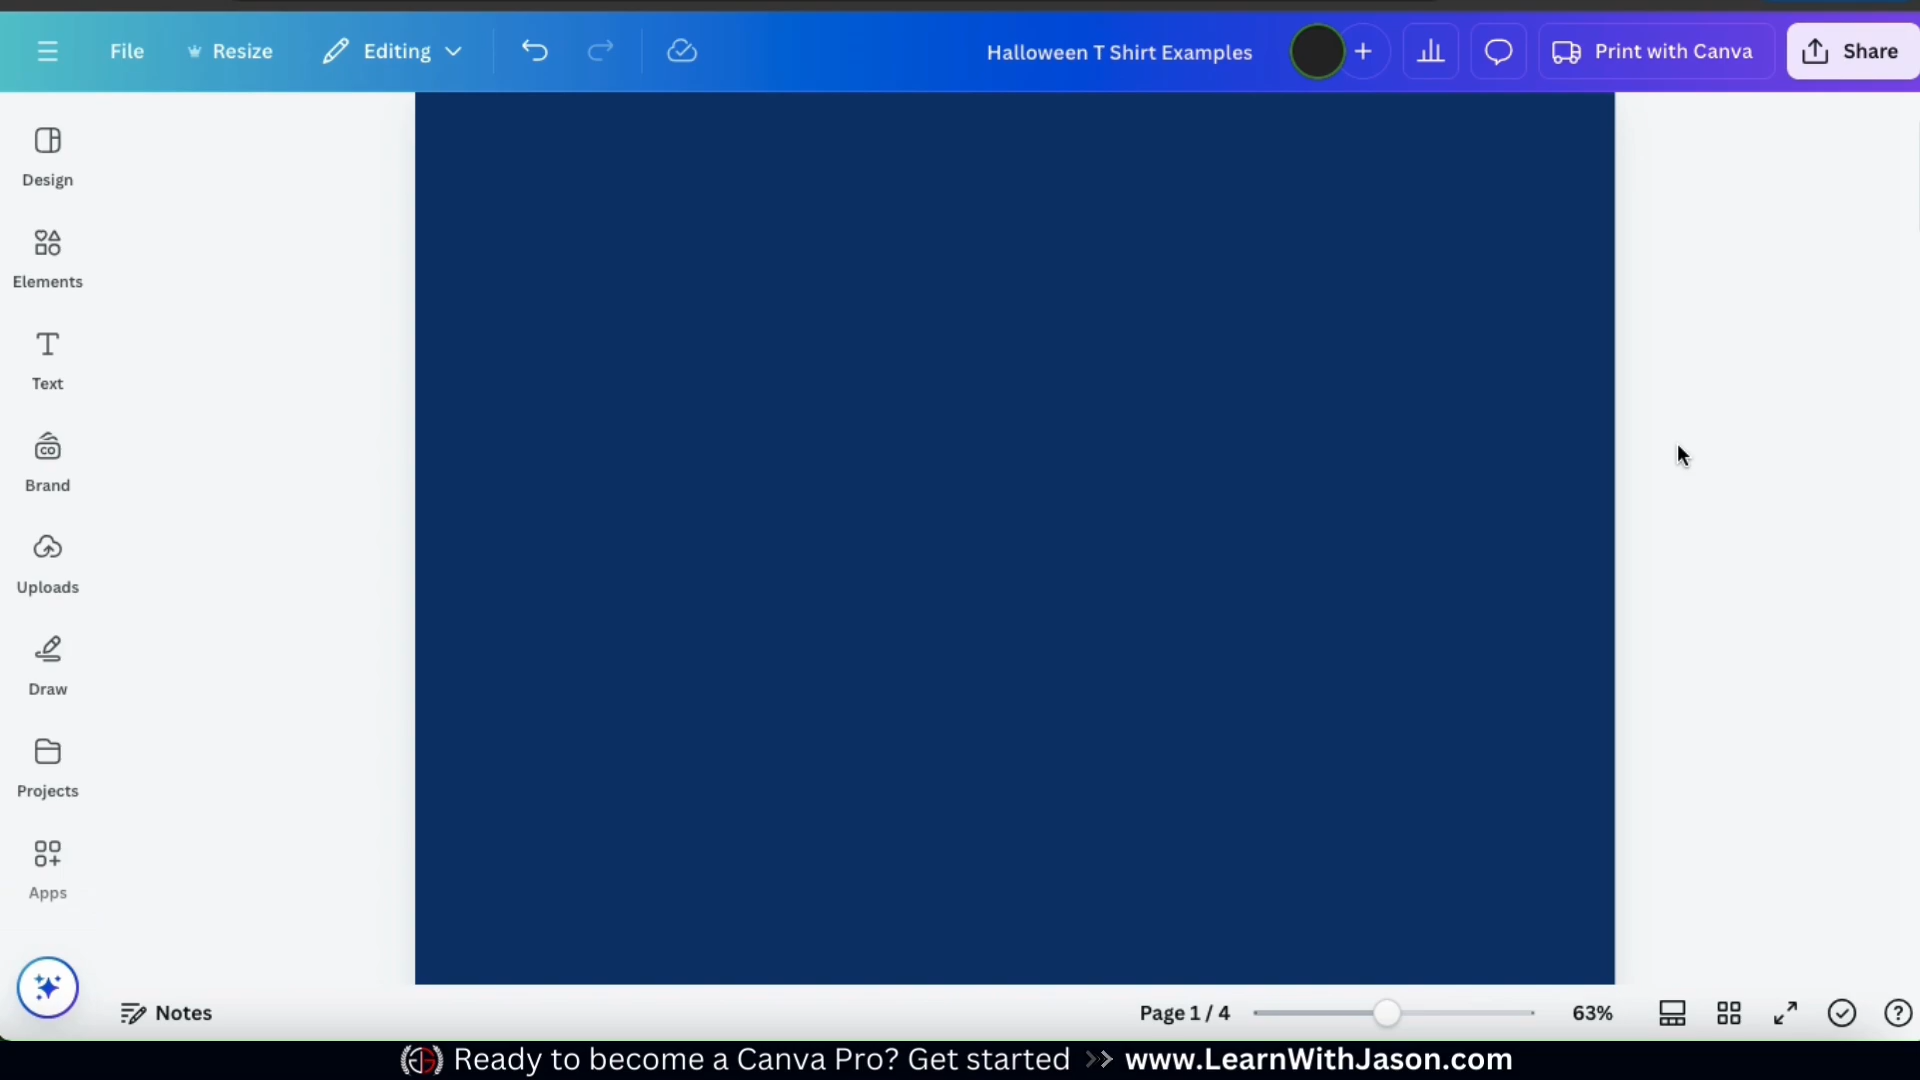 File
Resize
Editing
Halloween T Shirt Examples
Print with Canva
Share
Design
Elements
Text
CO
Brand
Uploads
Draw
Projects
Apps
Notes
Page 1 / 4
63%
Ready to become a Canva Pro? Get started >> www.LearnWithJason.com